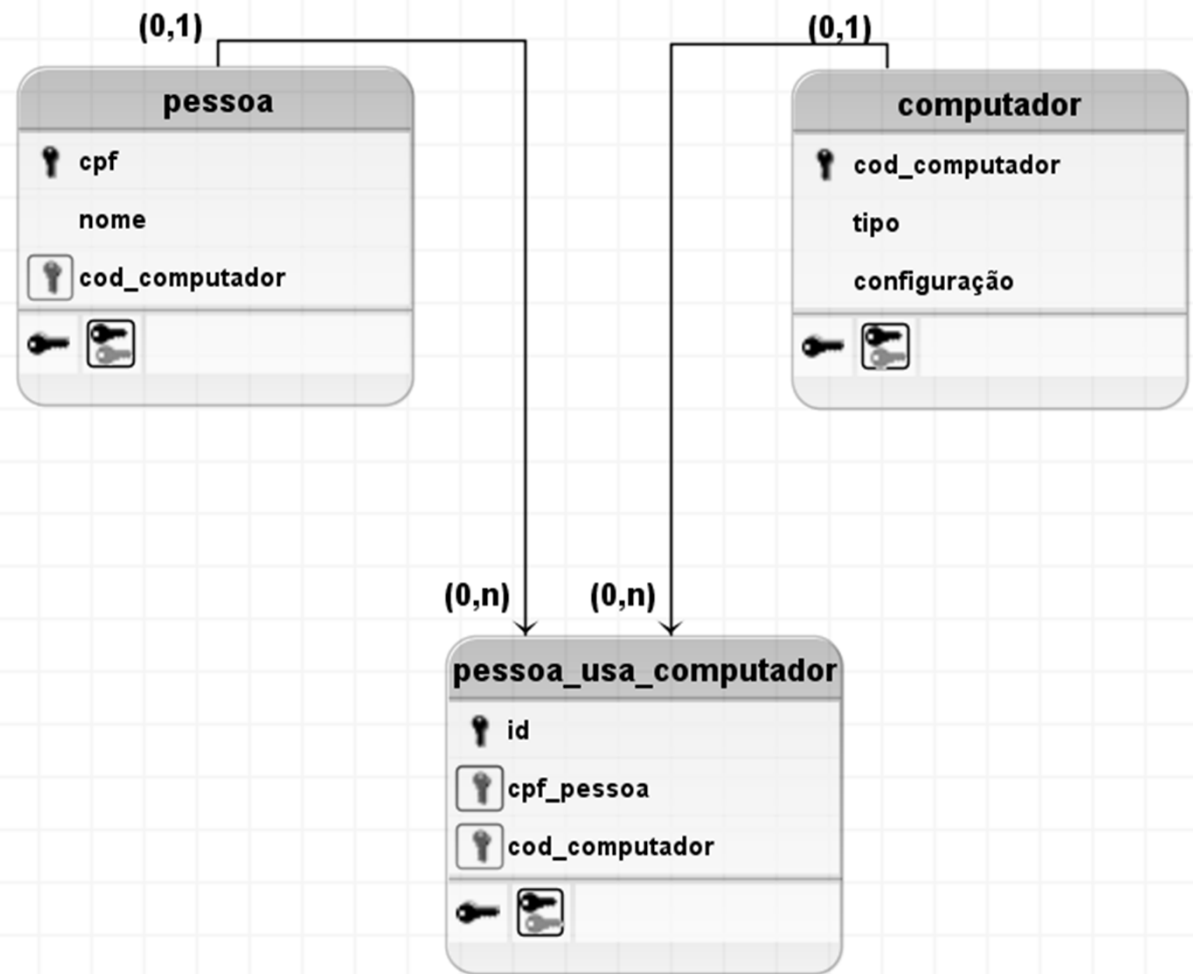 (0,1)
(0,1)
pessoa
computador
cpf
nome
cod_computador
cod_computador
tipo
configuração
(0,n)
(0,n)
pessoa_usa_computador
id
cpf_pessoa
cod_computador